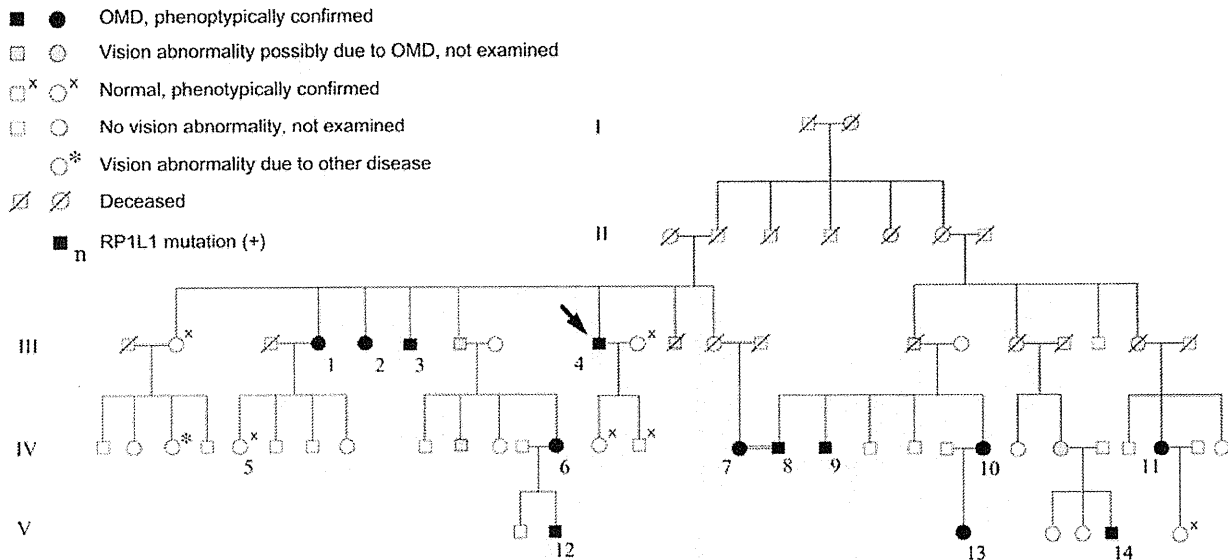 OMD, phenoptypically confirmed
Vision abnormality possibly due to OMD, not examined
x x Normal, phenotypically confirmed
No vision abnormality, not examined
* Vision abnormality due to other disease
Deceased
n RP1L1 mutation (+)
I
II
III
x
1 2 3 4
x
IV
*
x
5
6
x x
7 8 9 10 11
V
12 13 14
x